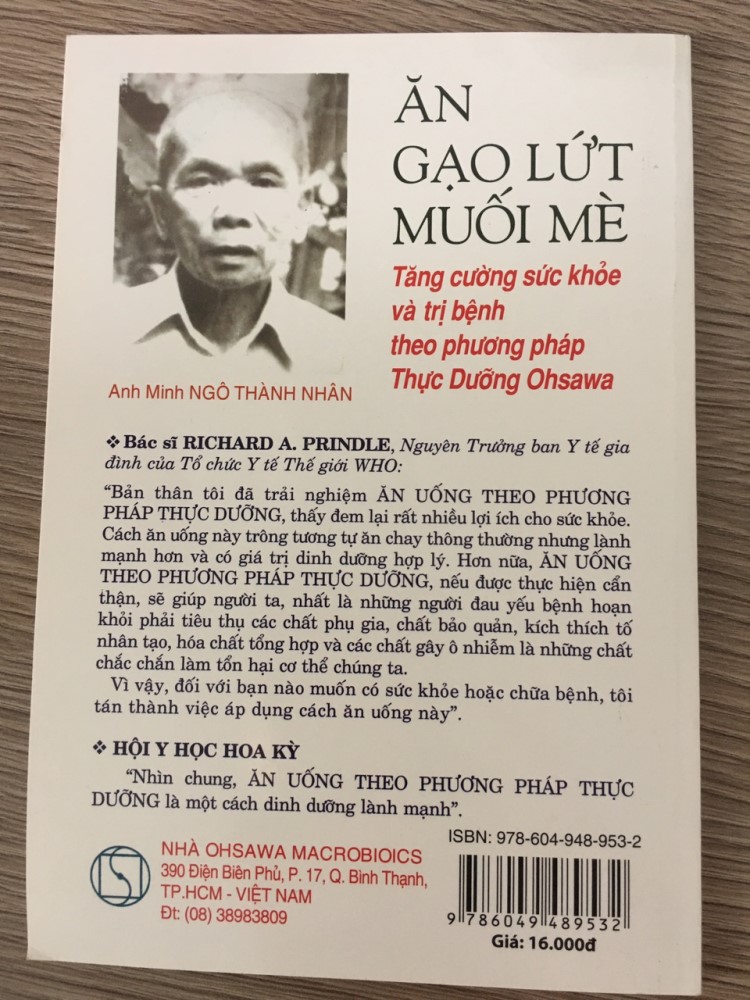 ĂN
GẠO LỨT
MUỐI MÈ
Tăng cường sức khỏe
và trị bệnh
theo phương pháp
Thực Dưỡng Ohsawa
Anh Minh NGÔ THÀNH NHÂN
❖ Bác sĩ RICHARD A. PRINDLE, Nguyên Trưởng ban Y tế gia
đình của Tổ chức Y tế Thế giới WHO:
“Bản thân tôi đã trải nghiệm ĂN UỐNG THEO PHƯƠNG
PHÁP THỰC DƯỠNG, thấy đem lại rất nhiều lợi ích cho sức khỏe.
Cách ăn uống này trông tương tự ăn chay thông thường nhưng lành
mạnh hơn và có giá trị dinh dưỡng hợp lý. Hơn nữa, ĂN UỐNG
THEO PHƯƠNG PHÁP THỰC DƯỠNG, nếu được thực hiện cẩn
thận, sẽ giúp người ta, nhất là những người đau yếu bệnh hoạn
khỏi phải tiêu thụ các chất phụ gia, chất bảo quản, kích thích tố
nhân tạo, hóa chất tổng hợp và các chất gây ô nhiễm là những chất
chắc chắn làm tổn hại cơ thể chúng ta.
Vì vậy, đối với bạn nào muốn có sức khỏe hoặc chữa bệnh, tôi
tán thành việc áp dụng cách ăn uống này”.
❖ HỘI Y HỌC HOA KỲ
“Nhìn chung, ĂN UỐNG THEO PHƯƠNG PHÁP THỰC
DƯỠNG là một cách dinh dưỡng lành mạnh”.
NHÀ OHSAWA MACROBIOICS
390 Điện Biên Phủ, P. 17, Q. Bình Thạnh,
TP.HCM - VIỆT NAM
Đt: (08) 38983809
ISBN: 978-604-948-953-2
9 786049 489532
Giá: 16.000đ